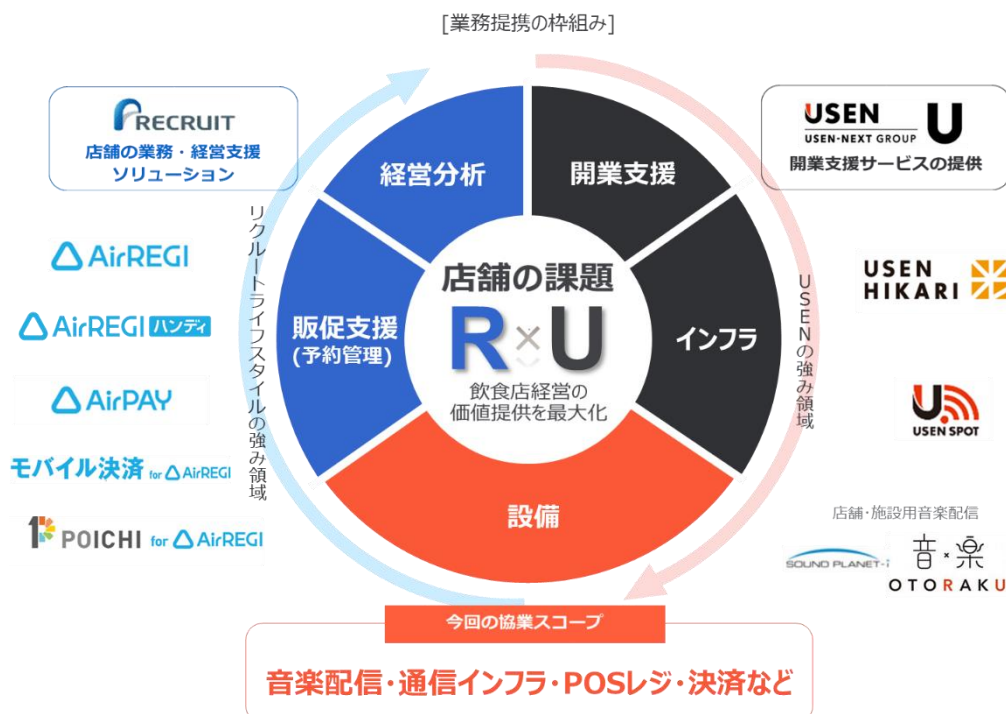 [業務提携の枠組み]
RECRUIT
店舗の業務・経営支援
ソリューション
USEN
USEN-NEXT GROUP
U
開業支援サービスの提供
経営分析
開業支援
販促支援
(予約管理)
インフラ
設備
店舗の課題
R×U
飲食店経営の
価値提供を最大化
リクルートライフスタイルの強み領域
USENの強み領域
AirREGI
AirREGI ハンディ
AirPAY
モバイル決済 for AirREGI
POICHI for AirREGI
USEN
HIKARI
USEN SPOT
店舗・施設用音楽配信
SOUND PLANET-i
音×楽
OTORAKU
今回の協業スコープ
音楽配信・通信インフラ・POSレジ・決済など